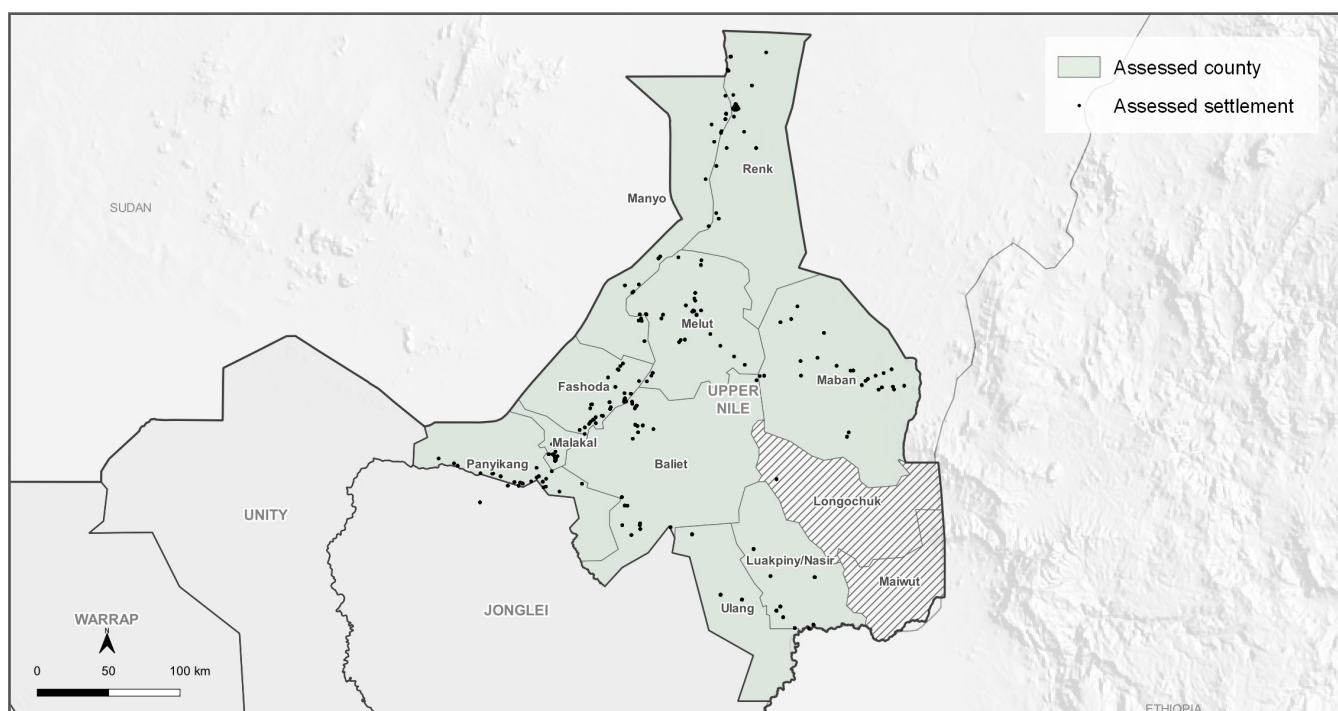 Assessed county
Assessed settlement
Renk
Manyo
SUDAN
Melut
Maban
Fashoda
UPPER
NILE
Malakal
Panyikang
Baliet
Longochuk
UNITY
Luakpiny/Nasir
Maiwut
Ulang
JONGLEI
WARRAP
N
0 50 100 km
ETHIOPIA